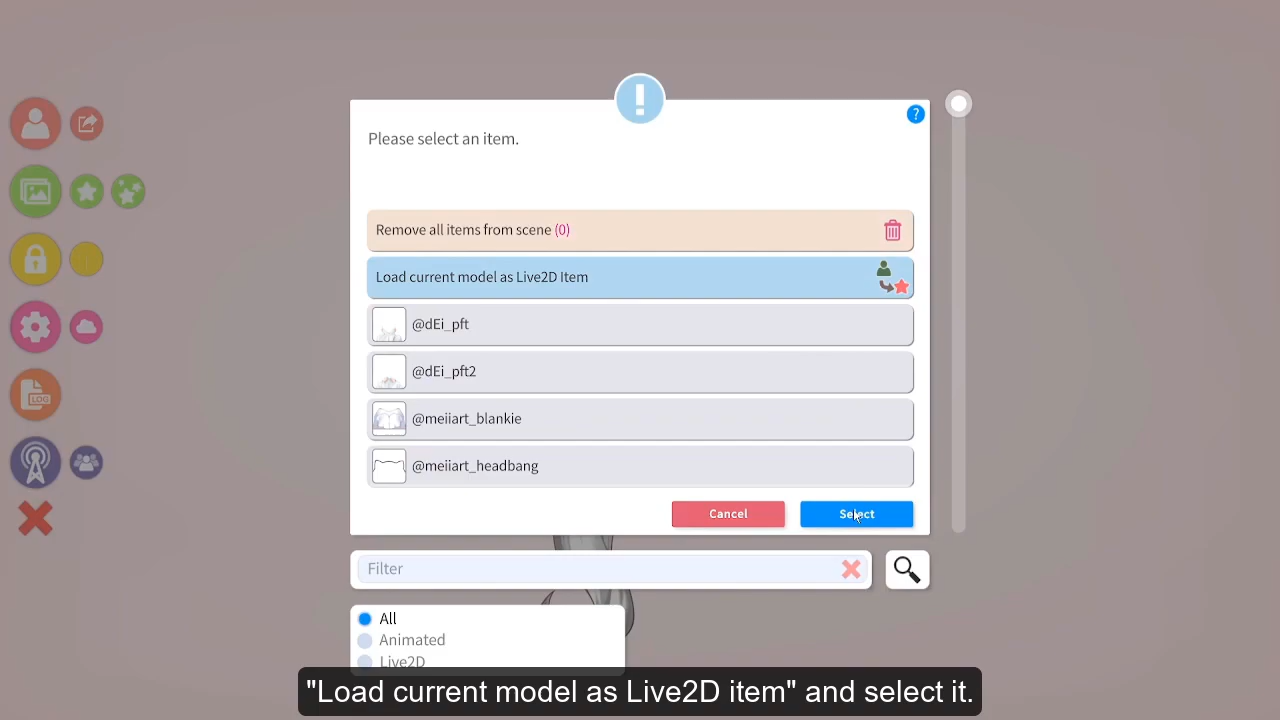 !
?
Please select an item.
Remove all items from scene (0)
Load current model as Live2D Item
@dEi_pft
@dEi_pft2
@meiiart_blankie
@meiiart_headbang
Cancel
Select
LOG
Filter
All
Animated
Live2D
"Load current model as Live2D item" and select it.